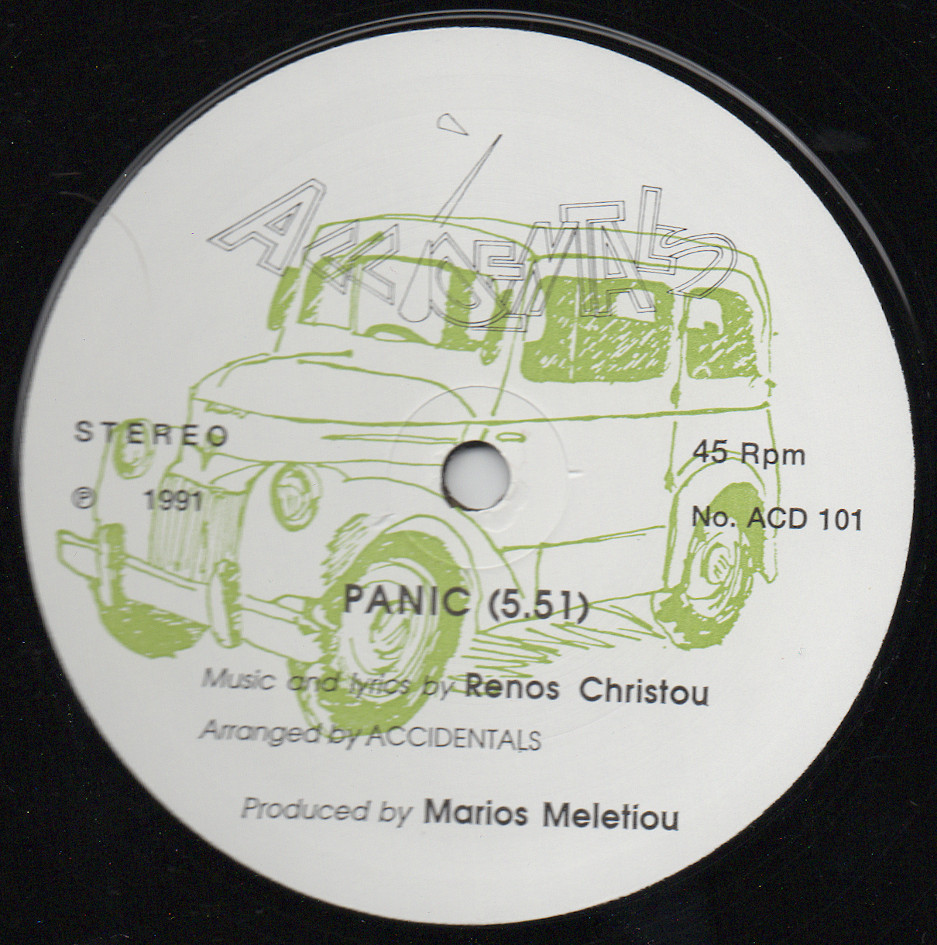 ACCIDENTALS
STEREO
45 Rpm
℗ 1991
No. ACD 101
PANIC (5.51)
Music and lyrics by Renos Christou
Arranged by ACCIDENTALS
Produced by Marios Meletiou